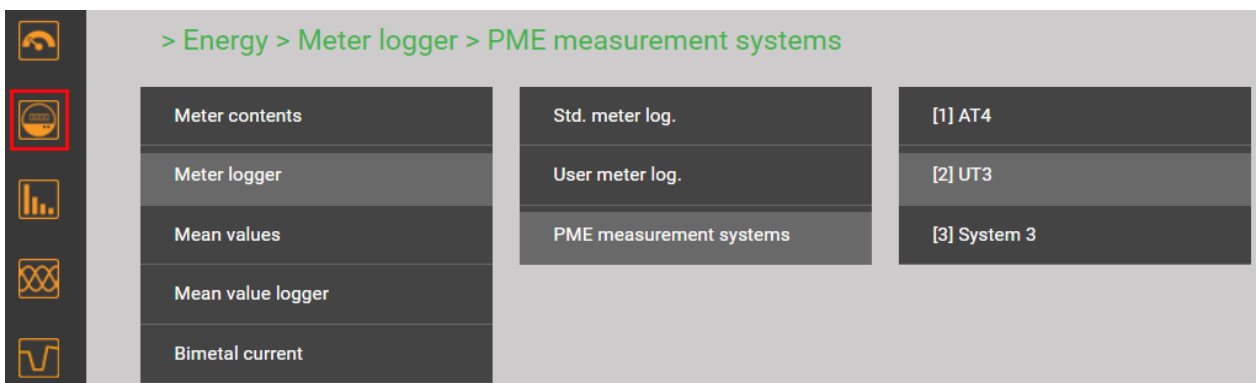 > Energy > Meter logger > PME measurement systems
Meter contents
Meter logger
Mean values
Mean value logger
Bimetal current
Std. meter log.
User meter log.
PME measurement systems
[1] AT4
[2] UT3
[3] System 3